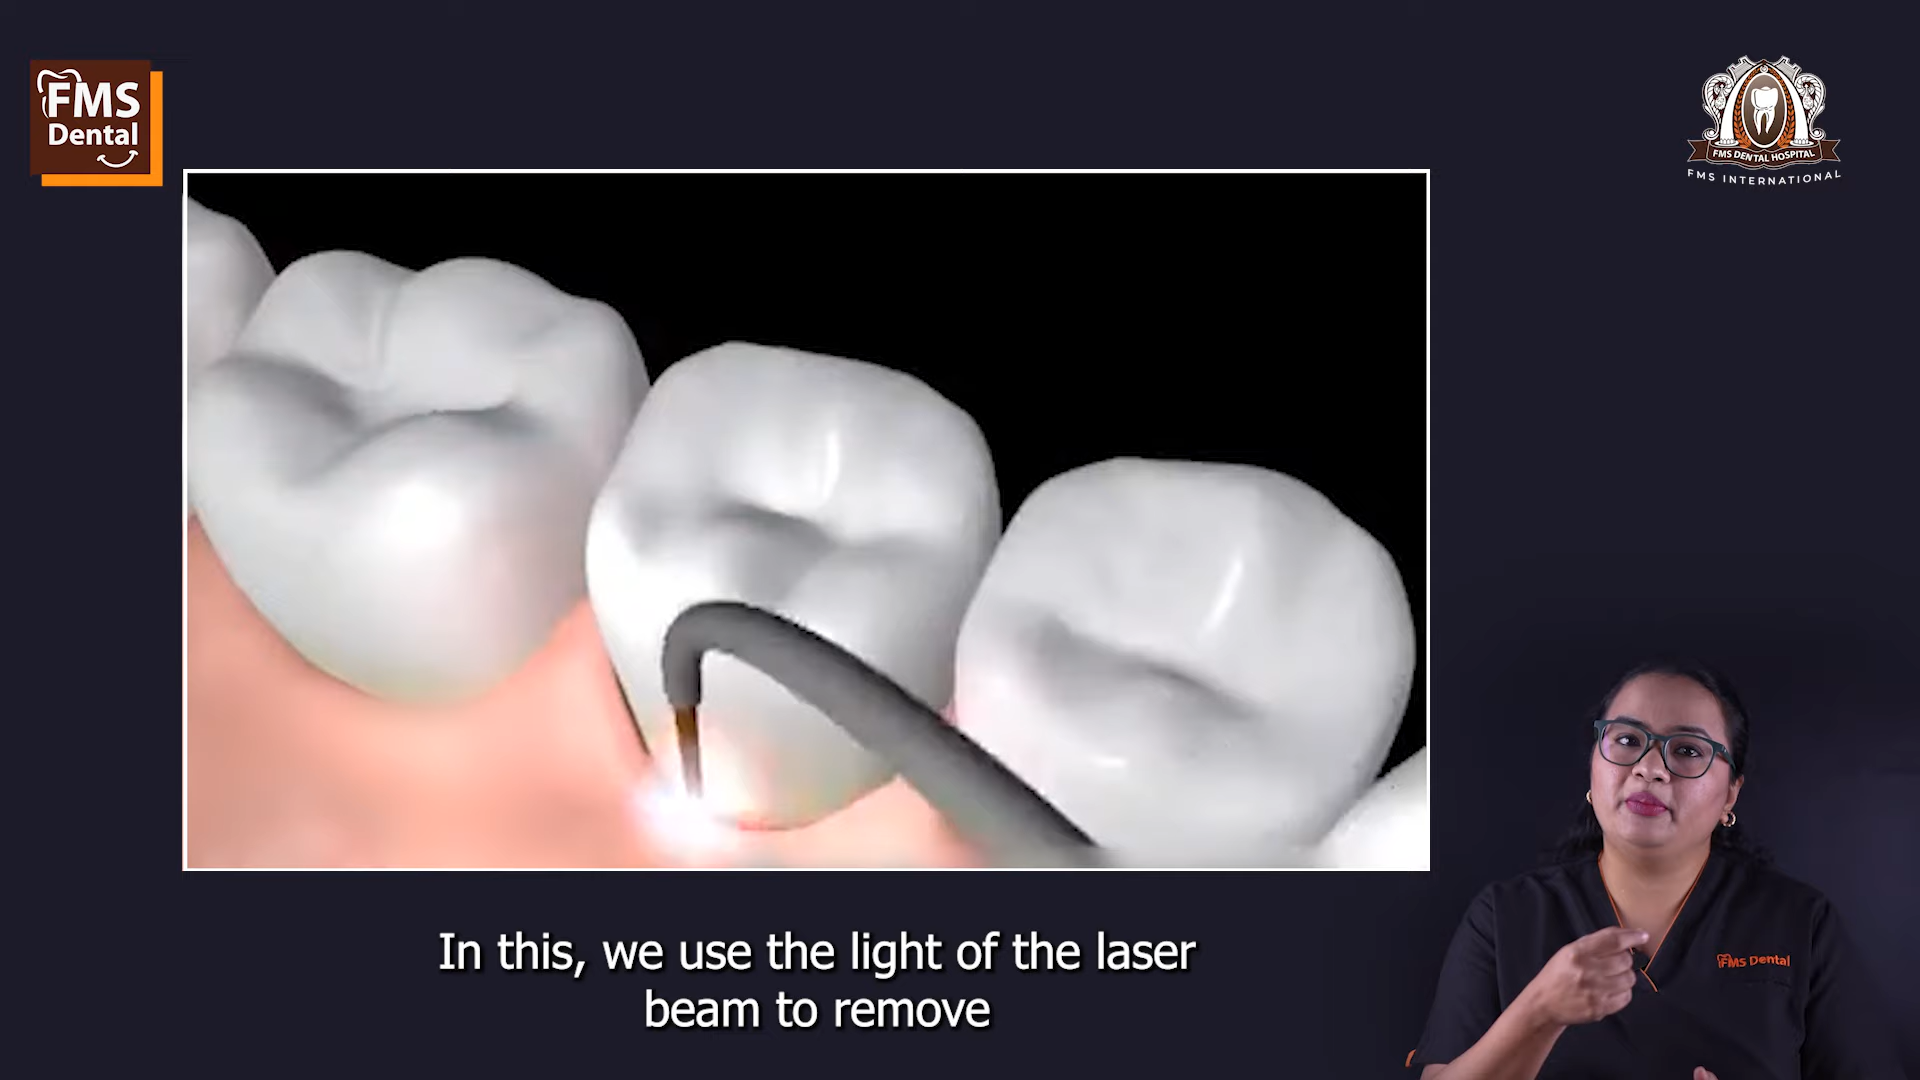 FMS
Dental
FMS DENTAL HOSPITAL
FMS INTERNATIONAL
In this, we use the light of the laser
beam to remove
FMS Dental